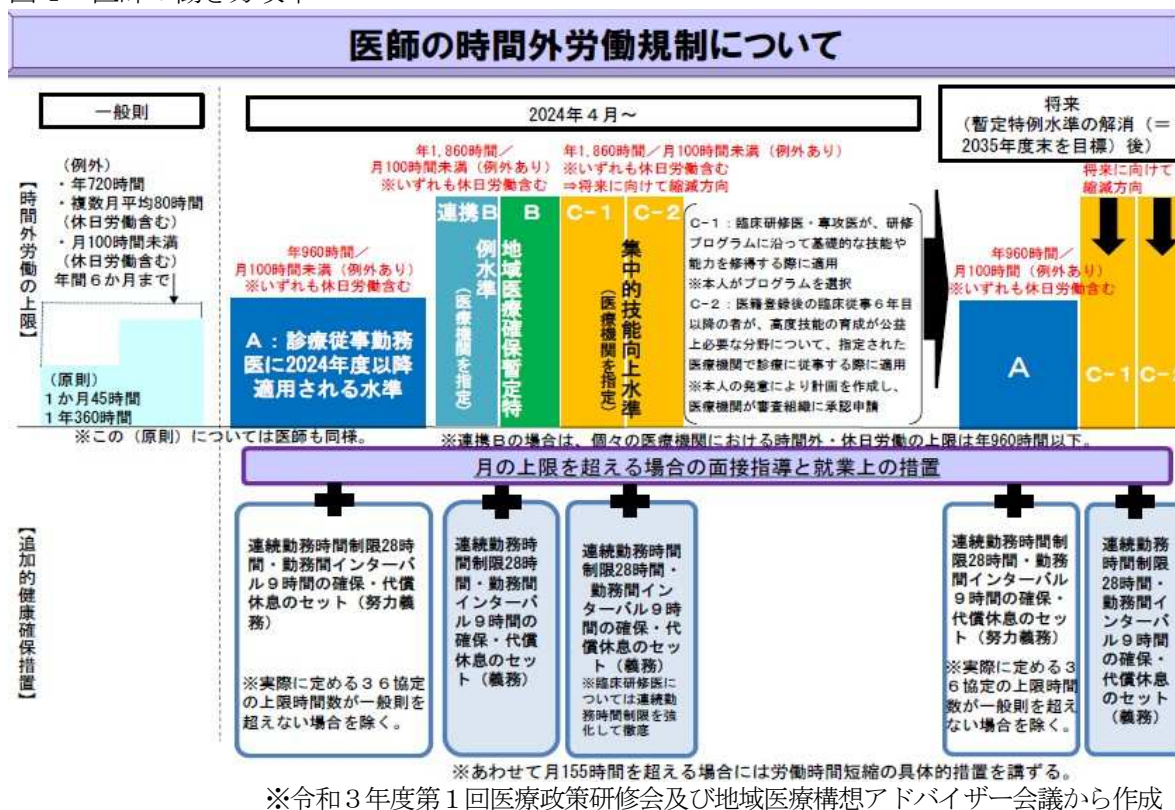 医師の時間外労働規制について
一般則
2024年4月~
将来
(暫定特例水準の解消(=
2035年度末を目標)後)
【時間外労働の上限】
(例外)
・年720時間
・複数月平均80時間
(休日労働含む)
・月100時間未満
(休日労働含む)
年間6か月まで
(原則)
1か月45時間
1年360時間
※この(原則)については医師も同様。
年960時間/
月100時間未満(例外あり)
※いずれも休日労働含む
A:診療従事勤務
医に2024年度以降
適用される水準
年1,860時間/
月100時間未満(例外あり)
※いずれも休日労働含む
連携B
B
地域医療確保暫定特
例水準
(医療機関を指定)
年1,860時間/月100時間未満(例外あり)
※いずれも休日労働含む
⇒将来に向けて縮減方向
C-1
C-2
集中的技能向上水準
(医療機関を指定)
C-1:臨床研修医・専攻医が、研修
プログラムに沿って基礎的な技能や
能力を修得する際に適用
※本人がプログラムを選択
C-2:医籍登録後の臨床従事6年目
以降の者が、高度技能の育成が公益
上必要な分野について、指定された
医療機関で診療に従事する際に適用
※本人の発意により計画を作成し、
医療機関が審査組織に承認申請
年960時間/
月100時間未満(例外あり)
※いずれも休日労働含む
A
将来に向けて
縮減方向
C-1
※連携Bの場合は、個々の医療機関における時間外・休日労働の上限は年960時間以下。
月の上限を超える場合の面接指導と就業上の措置
【追加的健康確保措置】
連続勤務時間制限28時
間・勤務間インターバ
ル9時間の確保・代償
休息のセット(努力義
務)
※実際に定める36協定
の上限時間数が一般則を
超えない場合を除く。
連続勤務時
間制限28時
間・勤務間
インターバ
ル9時間の
確保・代償
休息のセッ
ト(義務)
連続勤務時間
制限28時間・
勤務間イン
ターバル9時
間の確保・代
償休息のセッ
ト(義務)
※臨床研修医に
ついては連続勤
務時間制限を強
化して徹底
連続勤務時間制
限28時間・勤務
間インターバル
9時間の確保・
代償休息のセッ
ト(努力義務)
※実際に定める3
6協定の上限時間
数が一般則を超え
ない場合を除く。
連続勤務
時間制限
28時間・
勤務間イ
ンターバ
ル9時間
の確保・
代償休息
のセット
(義務)
※あわせて月155時間を超える場合には労働時間短縮の具体的措置を講ずる。
※令和3年度第1回医療政策研修会及び地域医療構想アドバイザー会議から作成